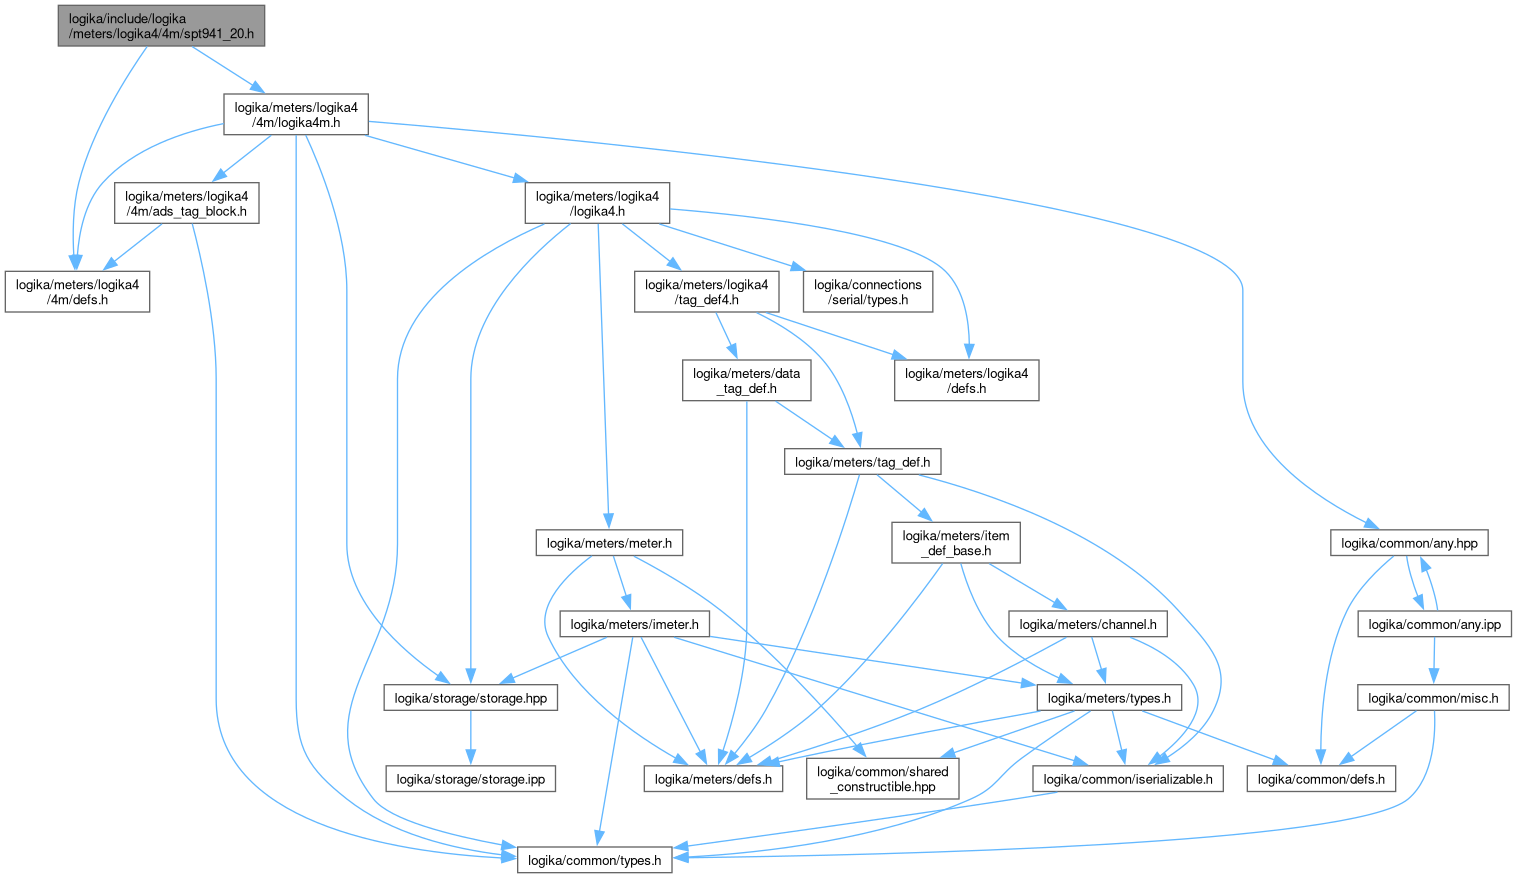 logika/include/logika
/meters/logika4/4m/spt941_20.h
logika/meters/logika4
/4m/logika4m.h
logika/meters/logika4
/4m/ads_tag_block.h
logika/meters/logika4
/logika4.h
logika/meters/logika4
/4m/defs.h
logika/meters/logika4
/tag_def4.h
logika/connections
/serial/types.h
logika/meters/data
_tag_def.h
logika/meters/logika4
/defs.h
logika/meters/tag_def.h
logika/meters/meter.h
logika/meters/item
_def_base.h
logika/common/any.hpp
logika/meters/imeter.h
logika/meters/channel.h
logika/common/any.ipp
logika/storage/storage.hpp
logika/meters/types.h
logika/common/misc.h
logika/storage/storage.ipp
logika/meters/defs.h
logika/common/shared
_constructible.hpp
logika/common/iserializable.h
logika/common/defs.h
logika/common/types.h